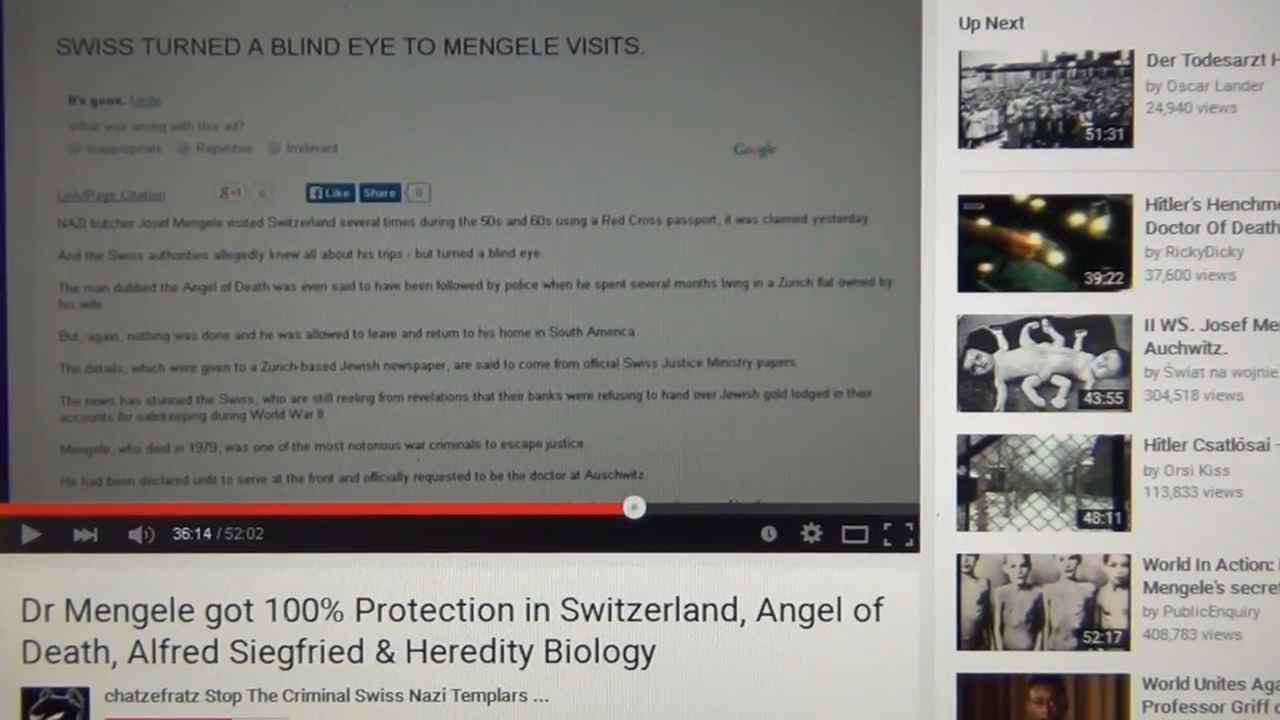 SWISS TURNED A BLIND EYE TO MENGELE VISITS.
It's gone. Undo
What was wrong with this ad?
Inappropriate Repetitive Irrelevant
Google
Link/Page Citation
g+1 0 Like Share 0
NAZI butcher Josef Mengele visited Switzerland several times during the 50s and 60s using a Red Cross passport, it was claimed yesterday.
And the Swiss authorities allegedly knew all about his trips - but turned a blind eye.
The man dubbed the Angel of Death was even said to have been followed by police when he spent several months living in a Zurich flat owned by
his wife.
But, again, nothing was done and he was allowed to leave and return to his home in South America.
The details, which were given to a Zurich-based Jewish newspaper, are said to come from official Swiss Justice Ministry papers.
The news has stunned the Swiss, who are still reeling from revelations that their banks were refusing to hand over Jewish gold lodged in their
accounts for safekeeping during World War II.
Mengele, who died in 1979, was one of the most notorious war criminals to escape justice.
He had been declared unfit to serve at the front and officially requested to be the doctor at Auschwitz.
36:14 / 52:02
Dr Mengele got 100% Protection in Switzerland, Angel of
Death, Alfred Siegfried & Heredity Biology
chatzefratz Stop The Criminal Swiss Nazi Templars ...
Up Next
Der Todesarzt H
by Oscar Lander
24,940 views
51:31
Hitler's Henchme
Doctor Of Death
by RickyDicky
37,600 views
39:22
II WŚ. Josef Me
Auchwitz.
by Świat na wojnie
304,518 views
43:55
Hitler Csatlósai -
by Orsi Kiss
113,833 views
48:11
World In Action:
Mengele's secre
by PublicEnquiry
408,783 views
52:17
World Unites Aga
Professor Griff